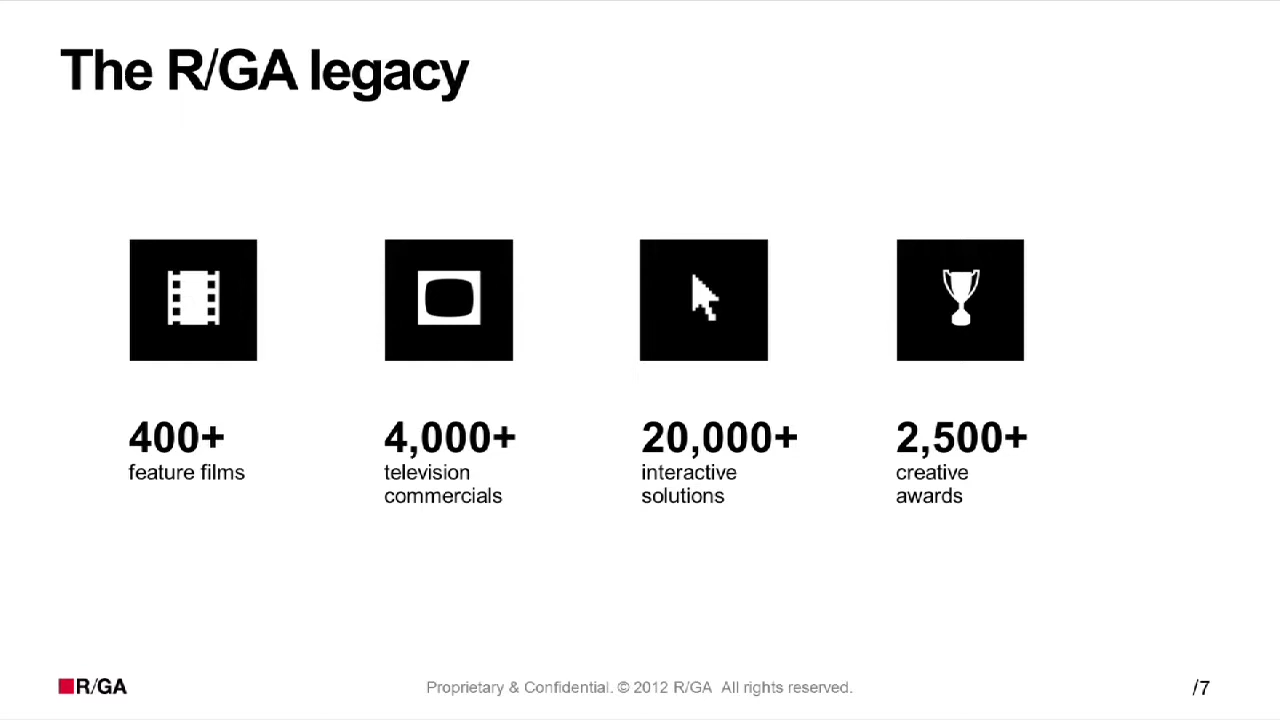 The R/GA legacy
400+
feature films
4,000+
television
commercials
20,000+
interactive
solutions
2,500+
creative
awards
R/GA
Proprietary & Confidential. © 2012 R/GA All rights reserved.
/7